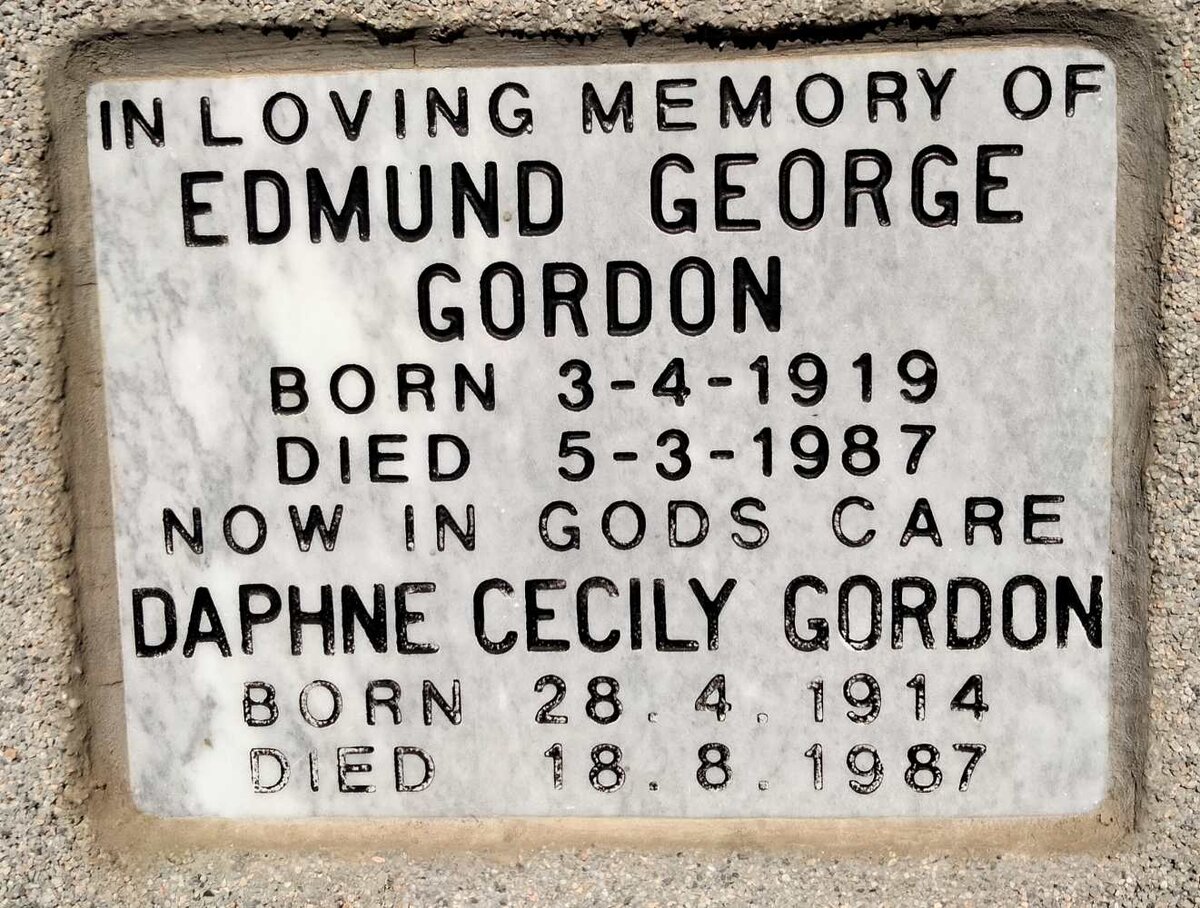 IN LOVING MEMORY OF
EDMUND GEORGE
GORDON
BORN 3-4-1919
DIED 5-3-1987
NOW IN GODS CARE
DAPHNE CECILY GORDON
BORN 28.4.1914
DIED 18.8.1987